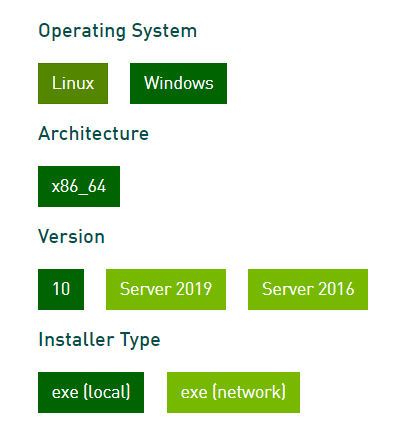 Operating System
Linux Windows
Architecture
x86_64
Version
10 Server 2019 Server 2016
Installer Type
exe (local) exe (network)